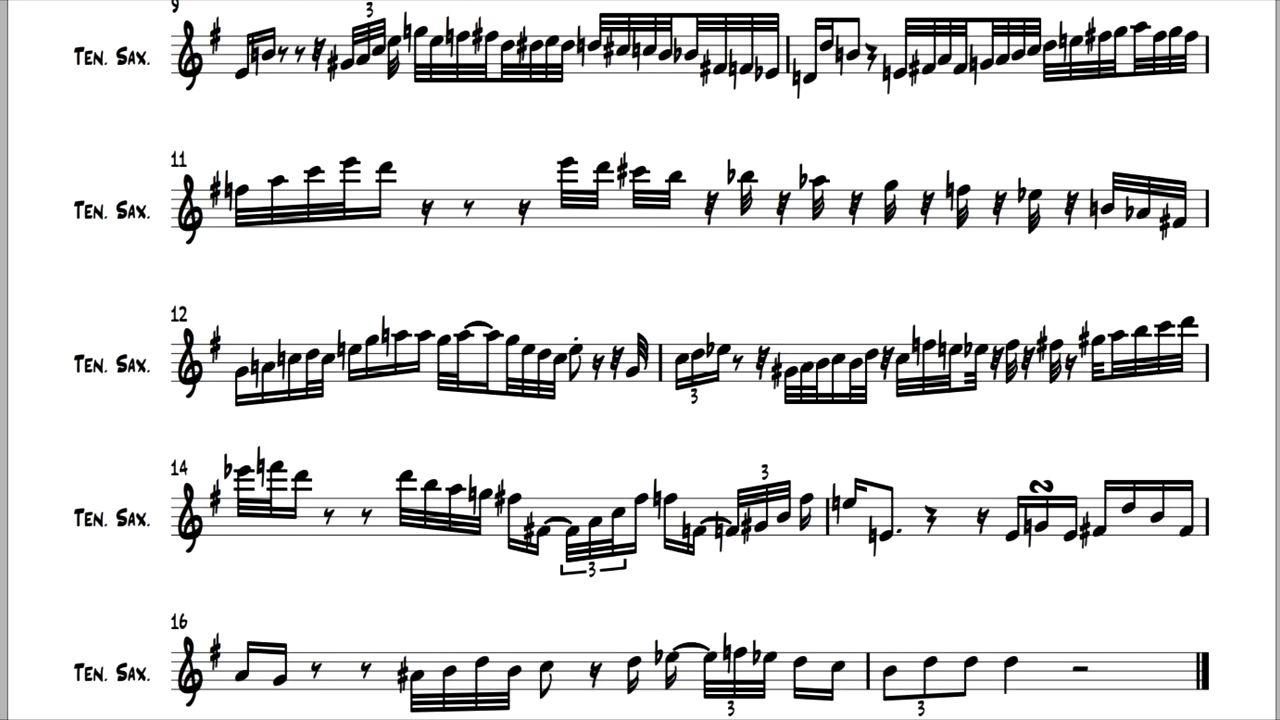 9
3
Ten. Sax.
11
Ten. Sax.
12
Ten. Sax.
3
14
3
Ten. Sax.
3
16
Ten. Sax.
3
3